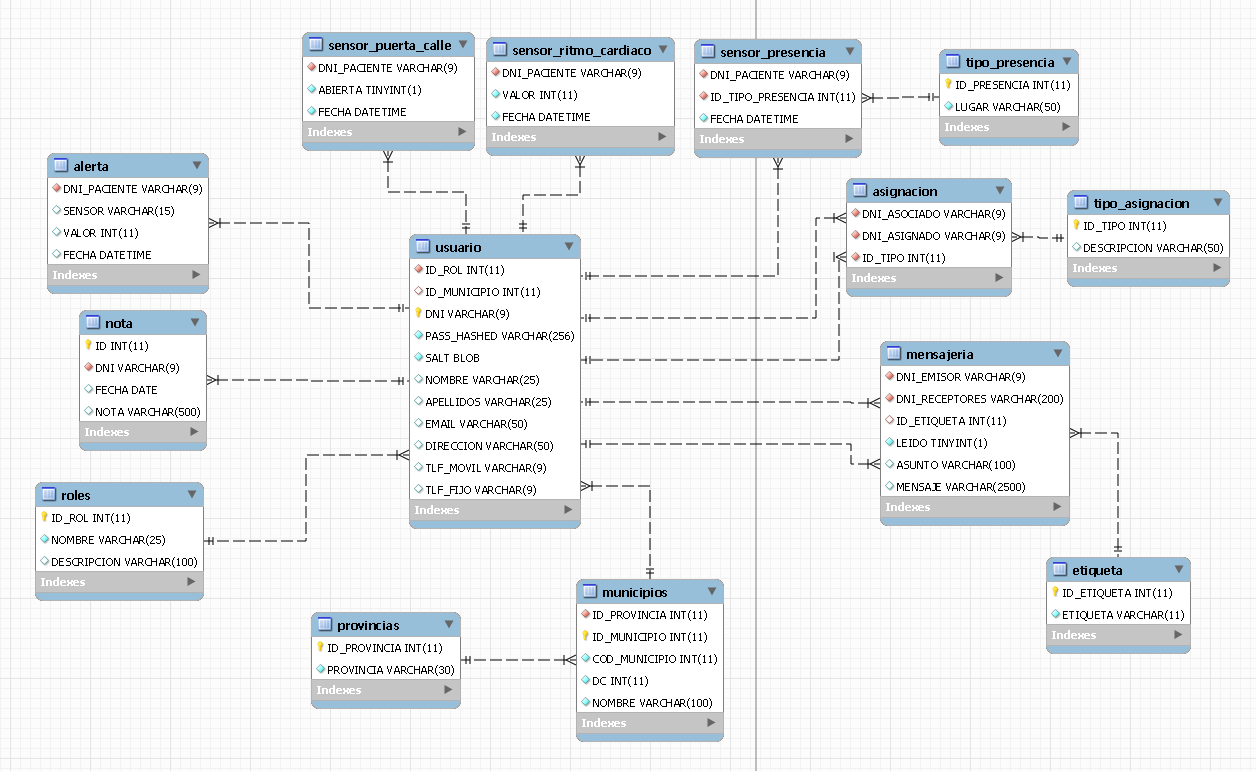 sensor_puerta_calle
DNI_PACIENTE VARCHAR(9)
ABIERTA TINYINT(1)
FECHA DATETIME
Indexes
sensor_ritmo_cardiaco
DNI_PACIENTE VARCHAR(9)
VALOR INT(11)
FECHA DATETIME
Indexes
sensor_presencia
DNI_PACIENTE VARCHAR(9)
ID_TIPO_PRESENCIA INT(11)
FECHA DATETIME
Indexes
tipo_presencia
ID_PRESENCIA INT(11)
LUGAR VARCHAR(50)
Indexes
alerta
DNI_PACIENTE VARCHAR(9)
SENSOR VARCHAR(15)
VALOR INT(11)
FECHA DATETIME
Indexes
usuario
ID_ROL INT(11)
ID_MUNICIPIO INT(11)
DNI VARCHAR(9)
PASS_HASHED VARCHAR(256)
SALT BLOB
NOMBRE VARCHAR(25)
APELLIDOS VARCHAR(25)
EMAIL VARCHAR(50)
DIRECCION VARCHAR(50)
TLF_MOVIL VARCHAR(9)
TLF_FIJO VARCHAR(9)
Indexes
asignacion
DNI_ASOCIADO VARCHAR(9)
DNI_ASIGNADO VARCHAR(9)
ID_TIPO INT(11)
Indexes
tipo_asignacion
ID_TIPO INT(11)
DESCRIPCION VARCHAR(50)
Indexes
nota
ID INT(11)
DNI VARCHAR(9)
FECHA DATE
NOTA VARCHAR(500)
Indexes
mensajeria
DNI_EMISOR VARCHAR(9)
DNI_RECEPTORES VARCHAR(200)
ID_ETIQUETA INT(11)
LEIDO TINYINT(1)
ASUNTO VARCHAR(100)
MENSAJE VARCHAR(2500)
Indexes
roles
ID_ROL INT(11)
NOMBRE VARCHAR(25)
DESCRIPCION VARCHAR(100)
Indexes
etiqueta
ID_ETIQUETA INT(11)
ETIQUETA VARCHAR(11)
Indexes
provincias
ID_PROVINCIA INT(11)
PROVINCIA VARCHAR(30)
Indexes
municipios
ID_PROVINCIA INT(11)
ID_MUNICIPIO INT(11)
COD_MUNICIPIO INT(11)
DC INT(11)
NOMBRE VARCHAR(100)
Indexes